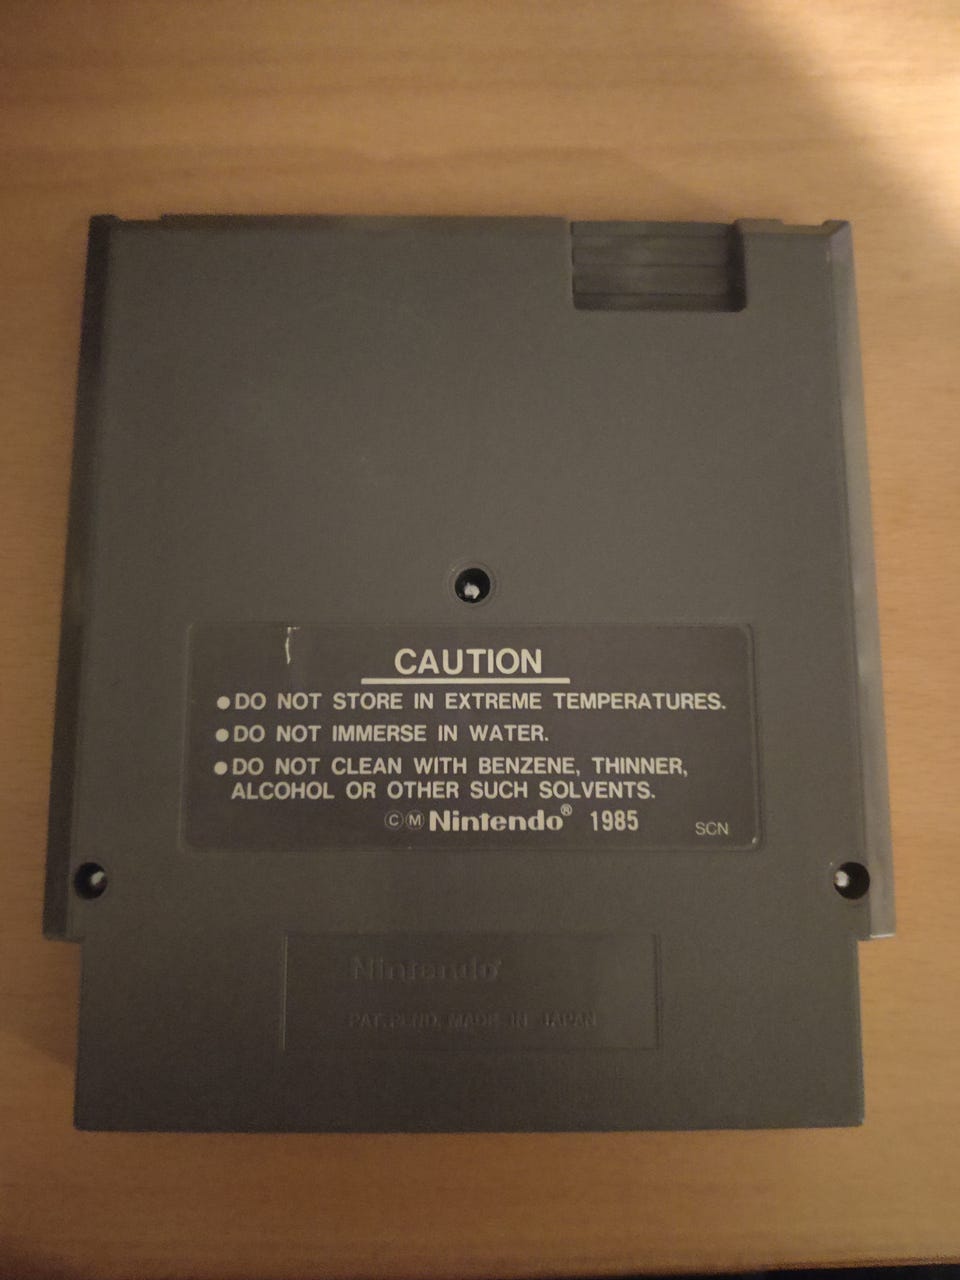 CAUTION
●DO NOT STORE IN EXTREME TEMPERATURES.
●DO NOT IMMERSE IN WATER.
●DO NOT CLEAN WITH BENZENE, THINNER,
ALCOHOL OR OTHER SUCH SOLVENTS.
ⒸⓂNintendo® 1985
SCN
Nintendo®
PAT.PEND. MADE IN JAPAN